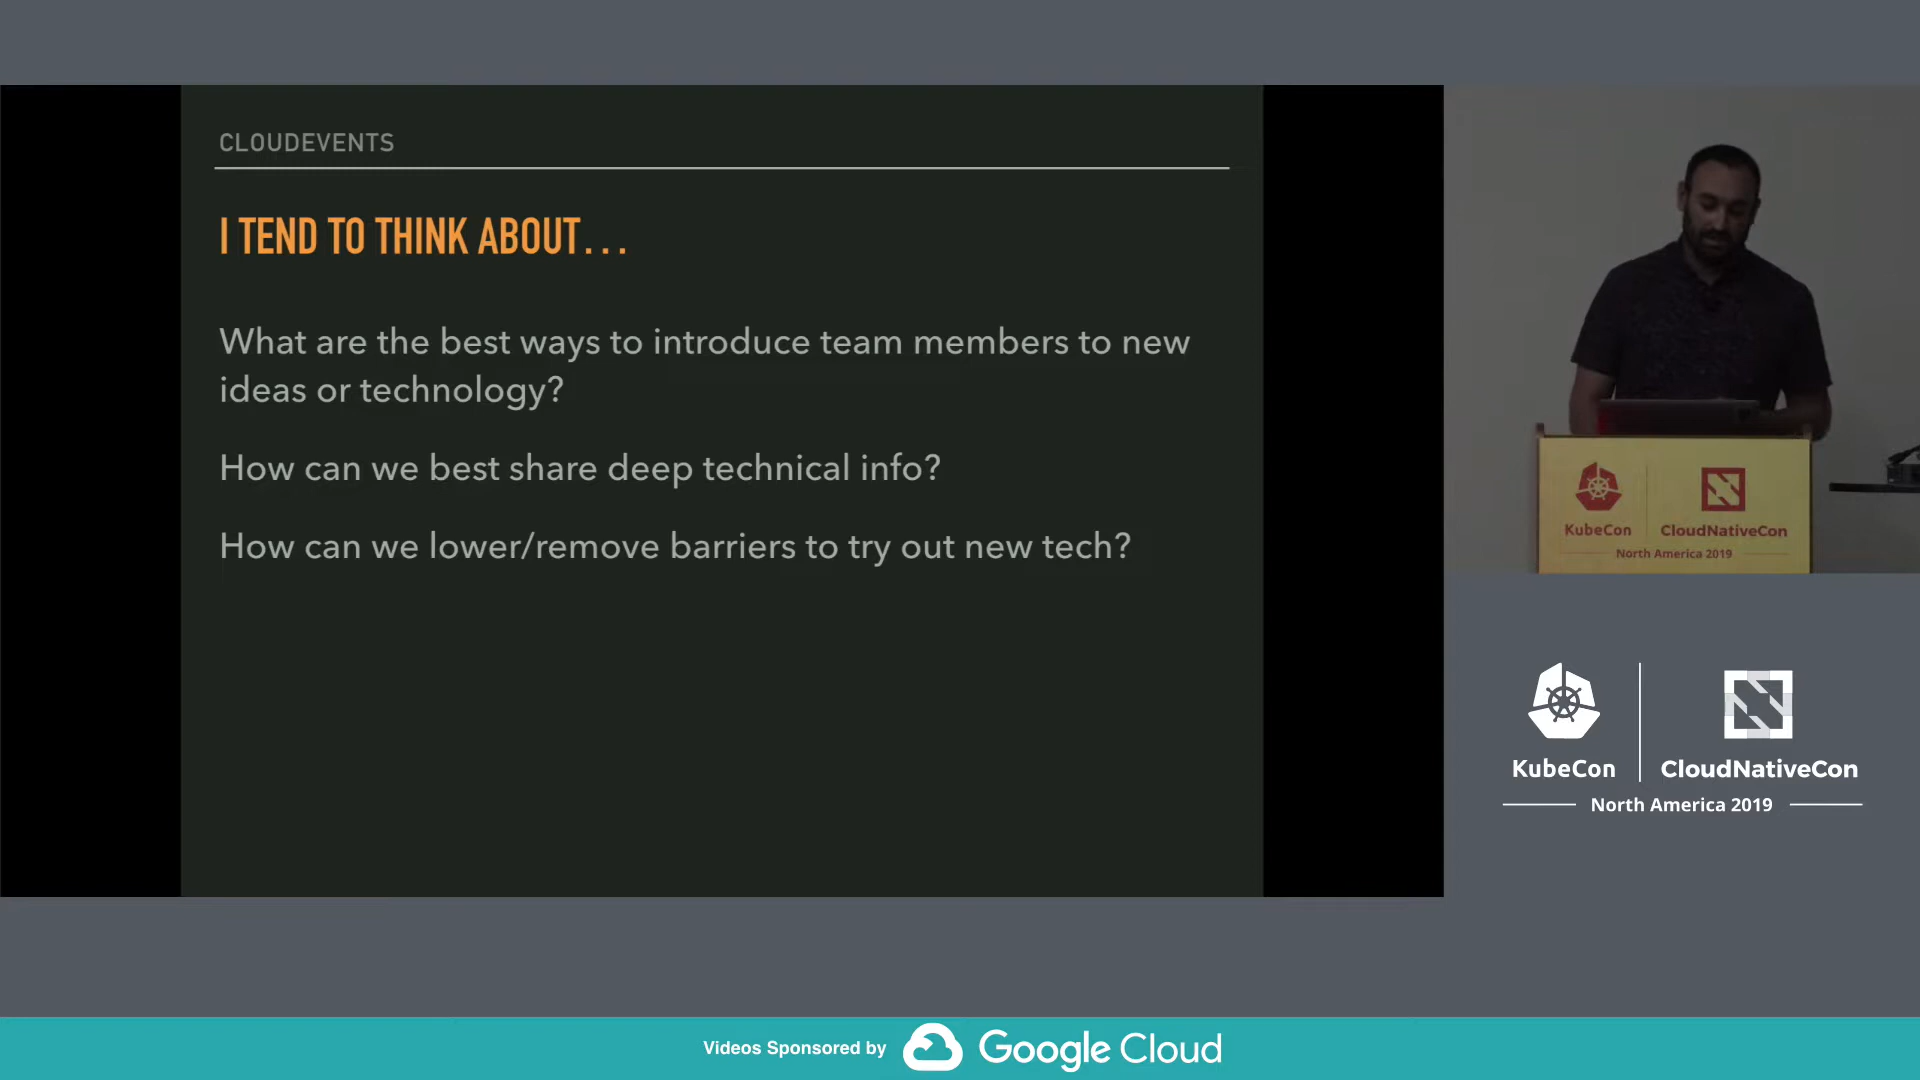 CLOUDEVENTS
I TEND TO THINK ABOUT...
What are the best ways to introduce team members to new
ideas or technology?
How can we best share deep technical info?
How can we lower/remove barriers to try out new tech?
KubeCon
CloudNativeCon
North America 2019
KubeCon
CloudNativeCon
North America 2019
Videos Sponsored by
Google Cloud